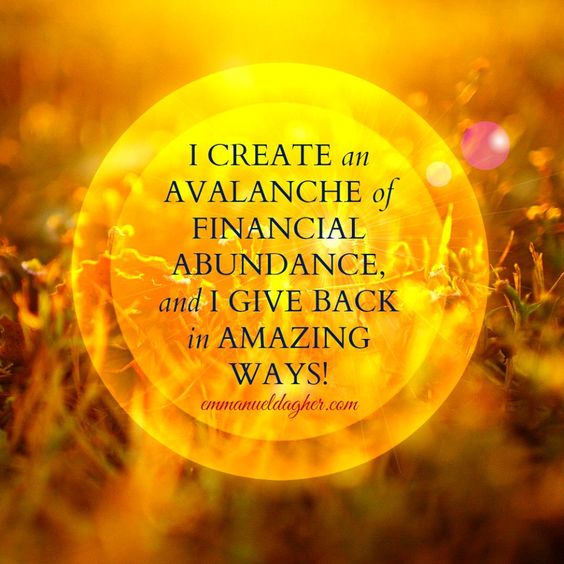 I CREATE an
AVALANCHE of
FINANCIAL
ABUNDANCE,
and I GIVE BACK
in AMAZING
WAYS!
emmanueldagher.com